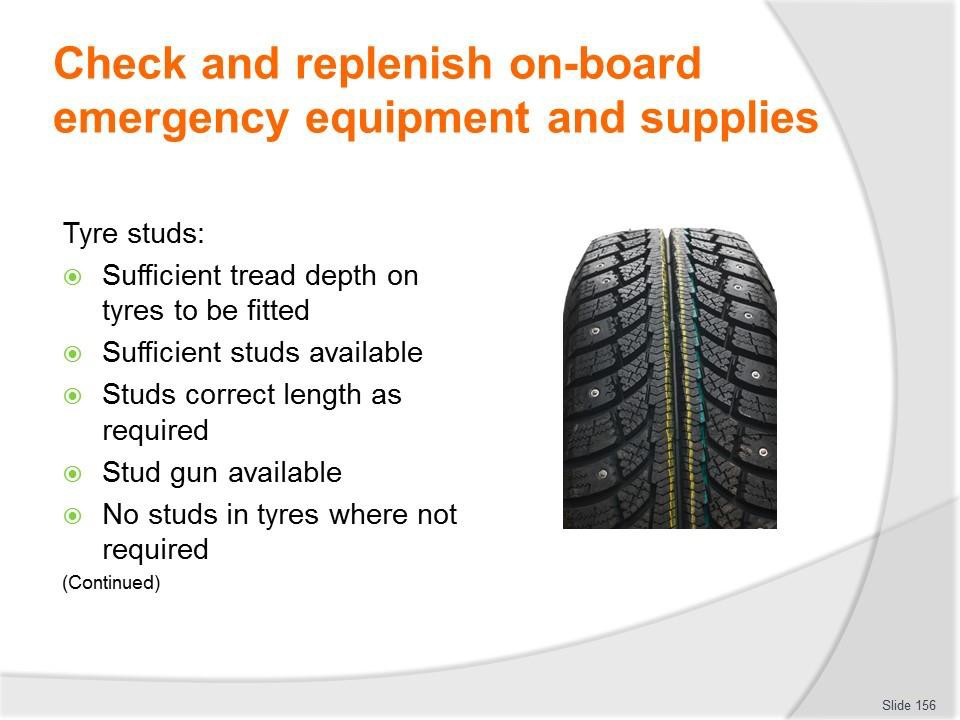 Check and replenish on-board
emergency equipment and supplies
Tyre studs:
Sufficient tread depth on
tyres to be fitted
Sufficient studs available
Studs correct length as
required
Stud gun available
No studs in tyres where not
required
(Continued)
Slide 156